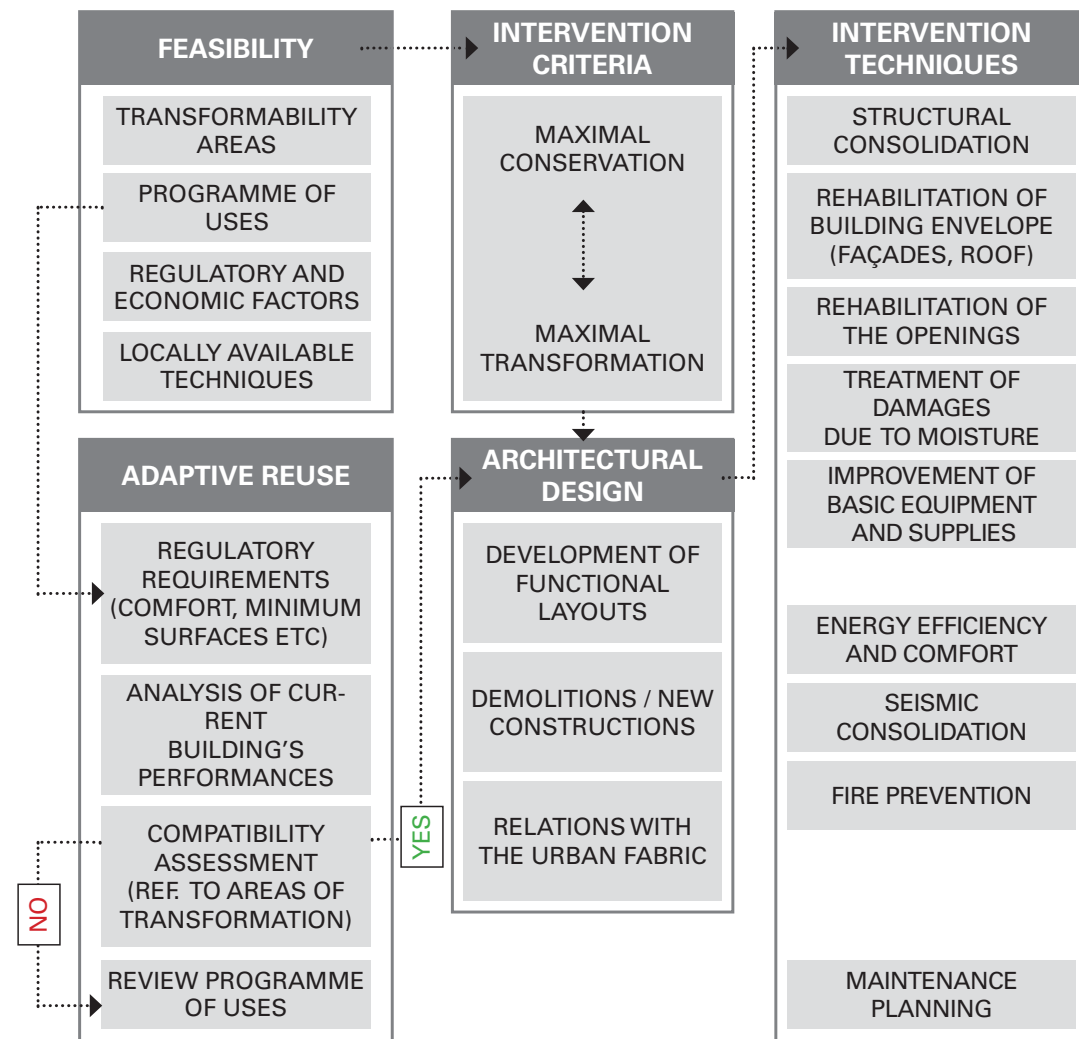 FEASIBILITY
TRANSFORMABILITY
AREAS
PROGRAMME OF
USES
REGULATORY AND
ECONOMIC FACTORS
LOCALLY AVAILABLE
TECHNIQUES
INTERVENTION
CRITERIA
MAXIMAL
CONSERVATION
MAXIMAL
TRANSFORMATION
ADAPTIVE REUSE
REGULATORY
REQUIREMENTS
(COMFORT, MINIMUM
SURFACES ETC)
ANALYSIS OF CUR-
RENT
BUILDING'S
PERFORMANCES
COMPATIBILITY
ASSESSMENT
(REF. TO AREAS OF
TRANSFORMATION)
NO
YES
REVIEW PROGRAMME
OF USES
ARCHITECTURAL
DESIGN
DEVELOPMENT OF
FUNCTIONAL
LAYOUTS
DEMOLITIONS / NEW
CONSTRUCTIONS
RELATIONS WITH
THE URBAN FABRIC
INTERVENTION
TECHNIQUES
STRUCTURAL
CONSOLIDATION
REHABILITATION OF
BUILDING ENVELOPE
(FAÇADES, ROOF)
REHABILITATION OF
THE OPENINGS
TREATMENT OF
DAMAGES
DUE TO MOISTURE
IMPROVEMENT OF
BASIC EQUIPMENT
AND SUPPLIES
ENERGY EFFICIENCY
AND COMFORT
SEISMIC
CONSOLIDATION
FIRE PREVENTION
MAINTENANCE
PLANNING